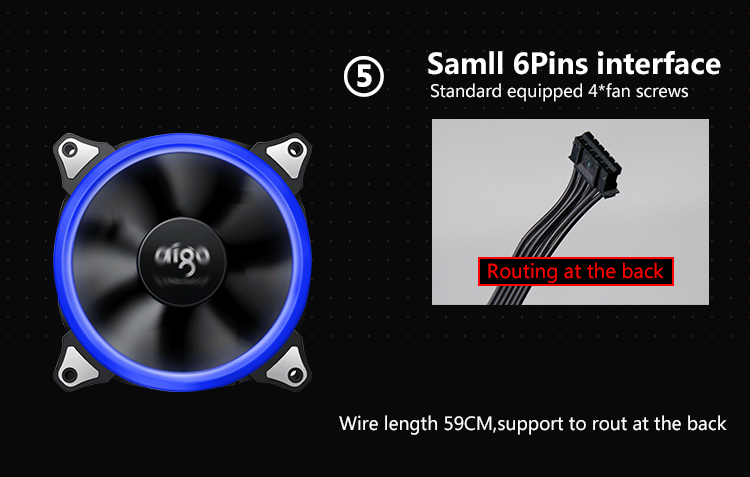 ⑤
Samll 6Pins interface
Standard equipped 4*fan screws
aigo
Routing at the back
Wire length 59CM,support to rout at the back